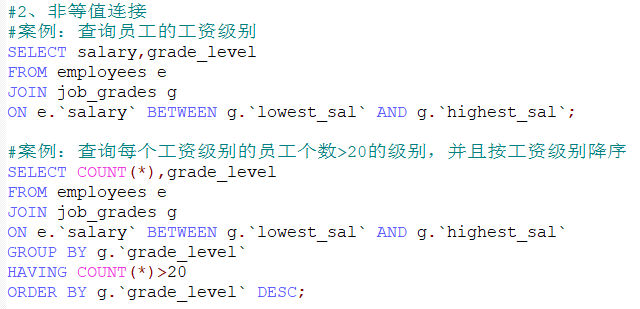 #2、非等值连接
#案例：查询员工的工资级别
SELECT salary,grade_level
FROM employees e
JOIN job_grades g
ON e.`salary` BETWEEN g.`lowest_sal` AND g.`highest_sal`;
#案例：查询每个工资级别的员工个数>20的级别，并且按工资级别降序
SELECT COUNT(*),grade_level
FROM employees e
JOIN job_grades g
ON e.`salary` BETWEEN g.`lowest_sal` AND g.`highest_sal`
GROUP BY g.`grade_level`
HAVING COUNT(*)>20
ORDER BY g.`grade_level` DESC;